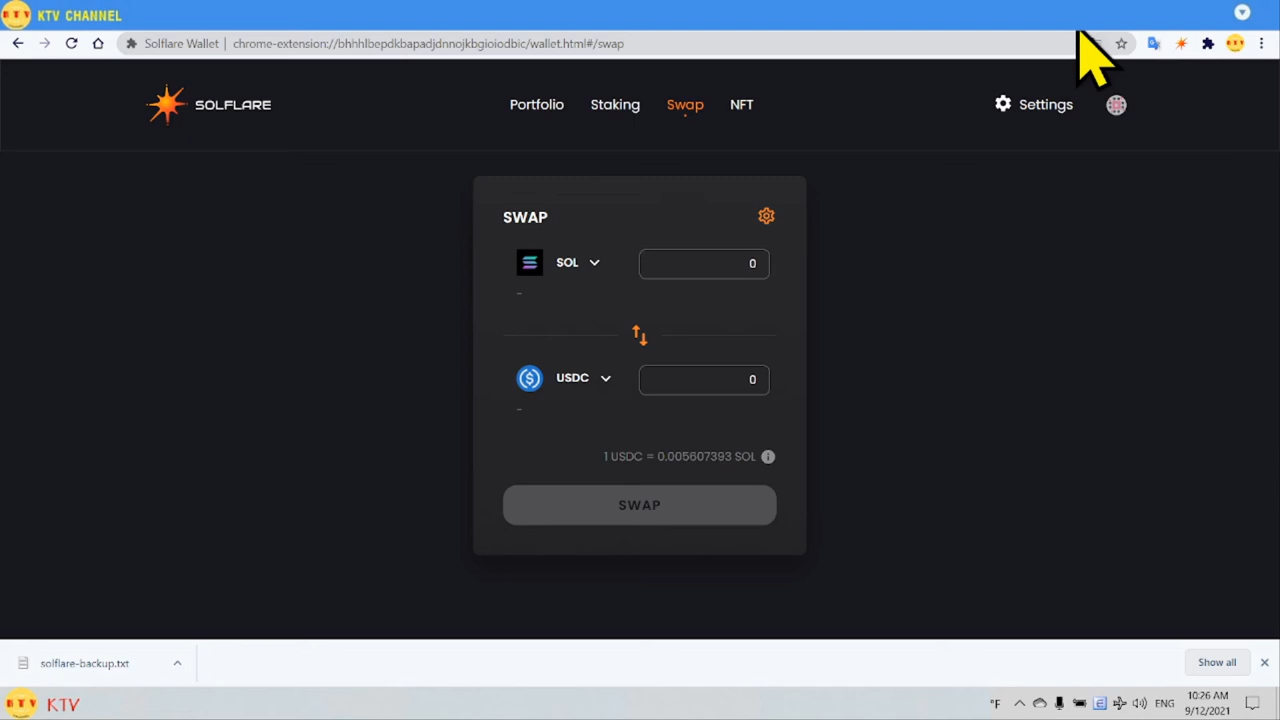 KTV CHANNEL
Solflare Wallet | chrome-extension://bhhhlbepdkbapadjdnnojkbgioiodbic/wallet.html#/swap
SOLFLARE
Portfolio
Staking
Swap
NFT
Settings
SWAP
SOL
0
-
USDC
0
-
1 USDC = 0.005607393 SOL
SWAP
solflare-backup.txt
Show all
KTV
°F
ENG
10:26 AM
9/12/2021